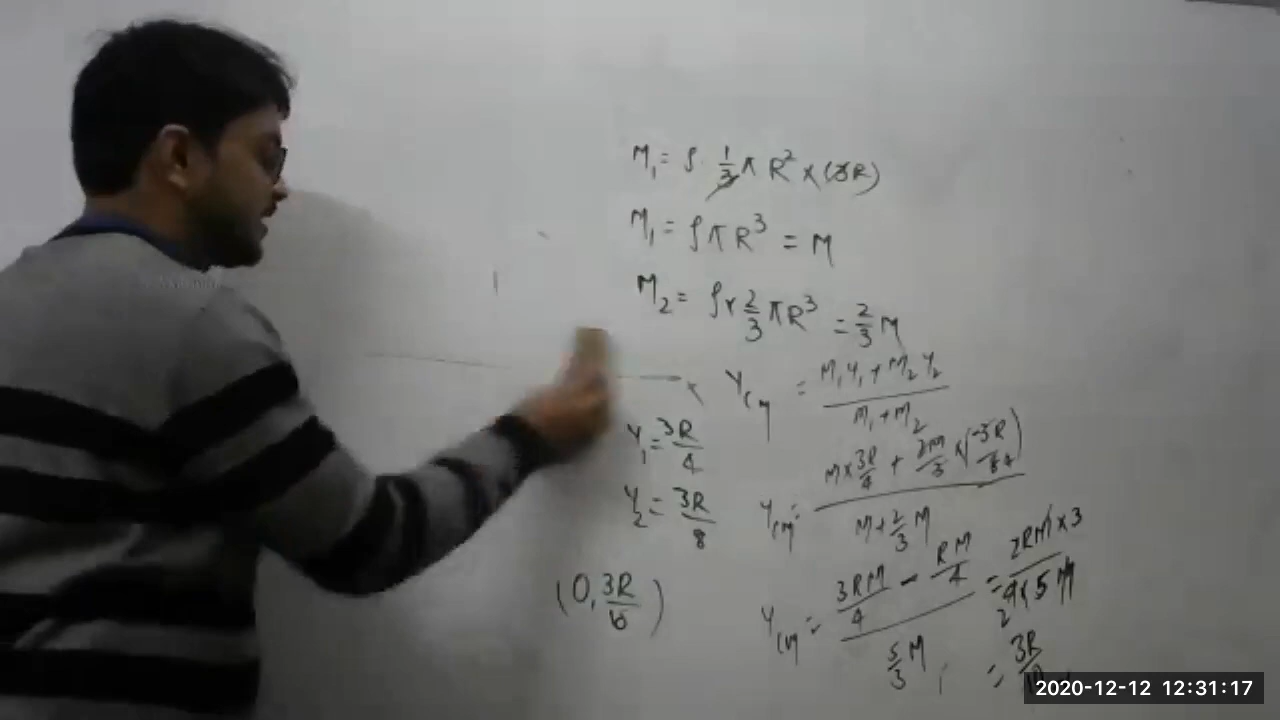 M₁ = ρ · 1/3 π R² × (3R)
M₁ = ρ π R³ = M
M₂ = ρ × 2/3 π R³ = 2/3 M
Y_CM = (M₁Y₁ + M₂Y₂)/(M₁ + M₂)
Y₁ = 3R/4
Y_CM = (M × 3R/4 + 2M/3 × (-3R/84))/(M + 2/3 M)
Y₂ = 3R/8
Y_CM = (3RM/4 - RM/4)/(5/3 M) = 2RM × 3/(4 × 5M)
(0, 3R/10)
= 3R/10
2020-12-12 12:31:17